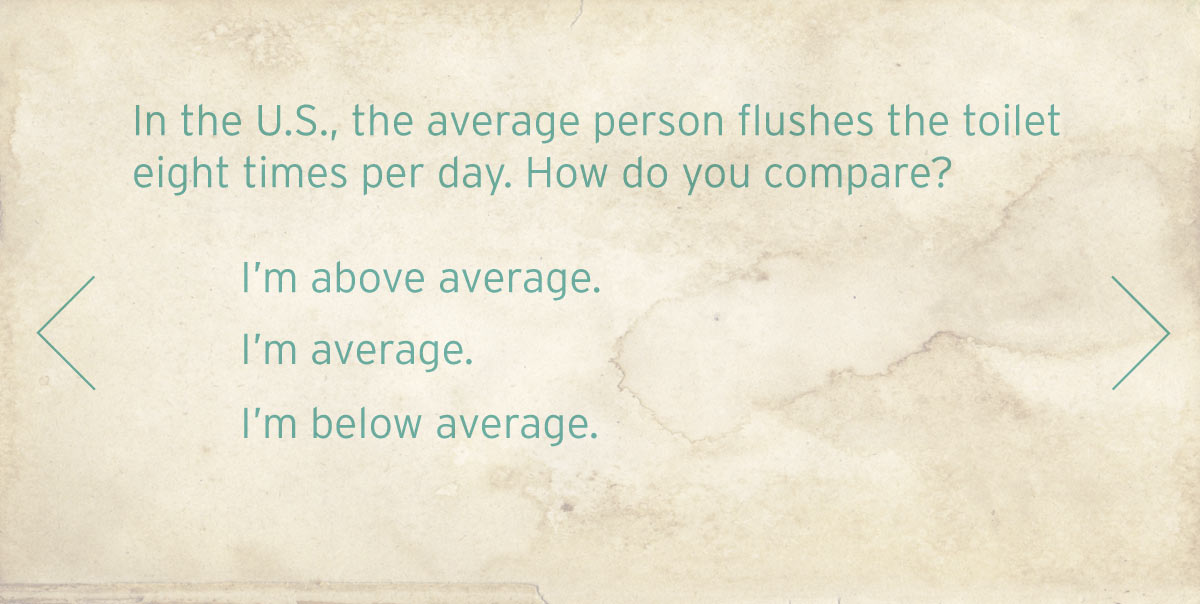 In the U.S., the average person flushes the toilet
eight times per day. How do you compare?
I’m above average.
I’m average.
I’m below average.